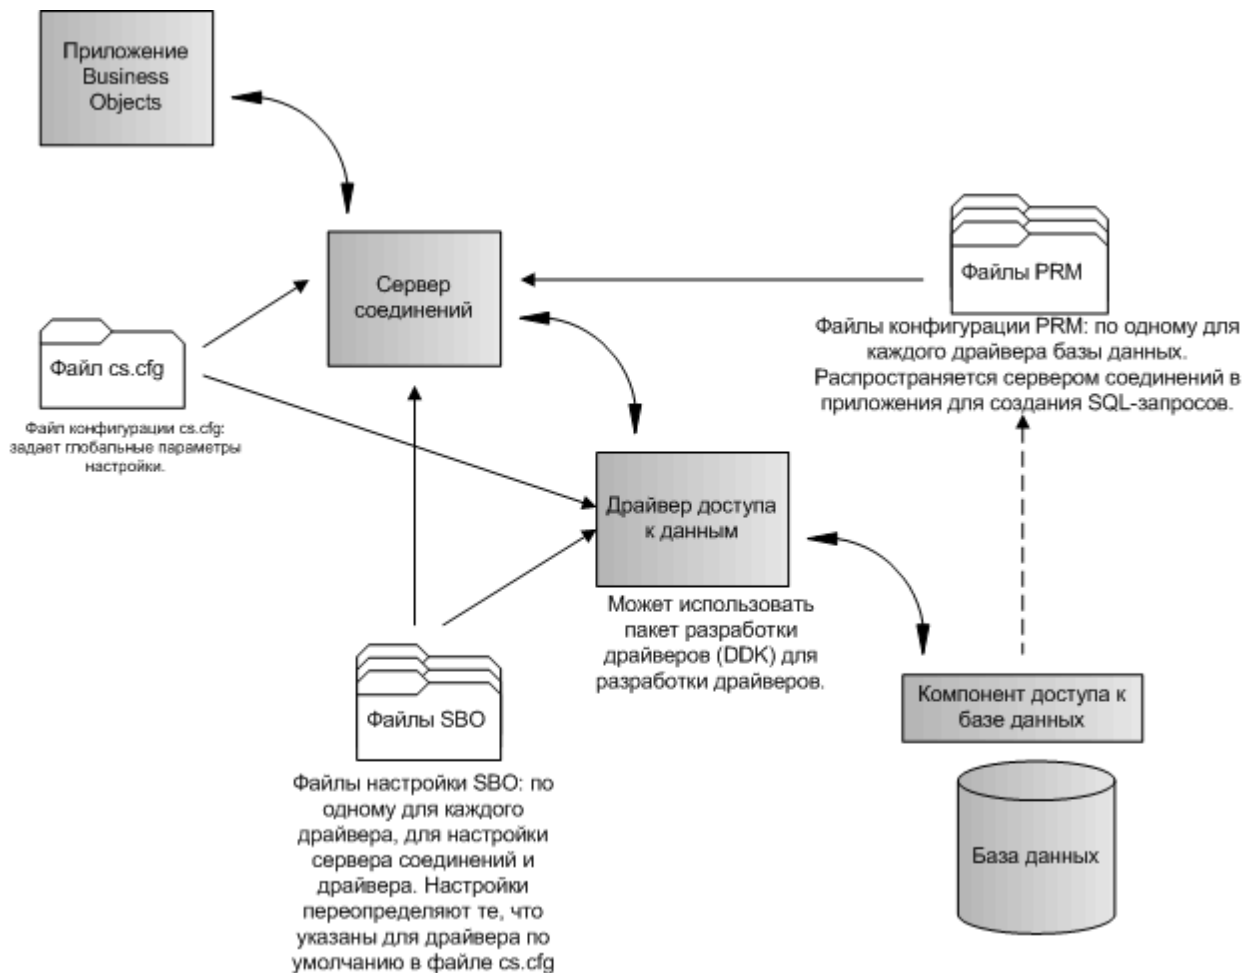 Приложение
Business
Objects
Сервер
соединений
Файлы PRM
Файлы конфигурации PRM: по одному для
каждого драйвера базы данных.
Распространяется сервером соединений в
приложения для создания SQL-запросов.
Файл cs.cfg
Файл конфигурации cs.cfg:
задает глобальные параметры
настройки.
Драйвер доступа
к данным
Может использовать
пакет разработки
драйверов (DDK) для
разработки драйверов.
Файлы SBO
Файлы настройки SBO: по
одному для каждого
драйвера, для настройки
сервера соединений и
драйвера. Настройки
переопределяют те, что
указаны для драйвера по
умолчанию в файле cs.cfg
Компонент доступа к
базе данных
База данных